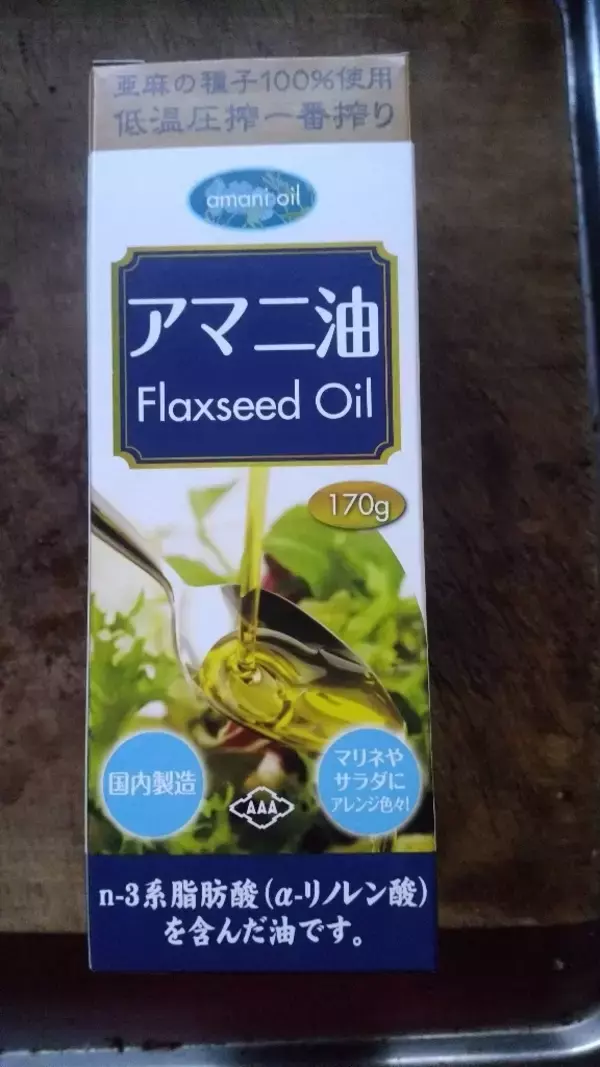 亜麻の種子100%使用
低温圧搾一番搾り
amani oil
アマニ油
Flaxseed Oil
170g
国内製造
AAA
マリネや
サラダに
アレンジ色々!
n-3系脂肪酸(α-リノレン酸)
を含んだ油です。